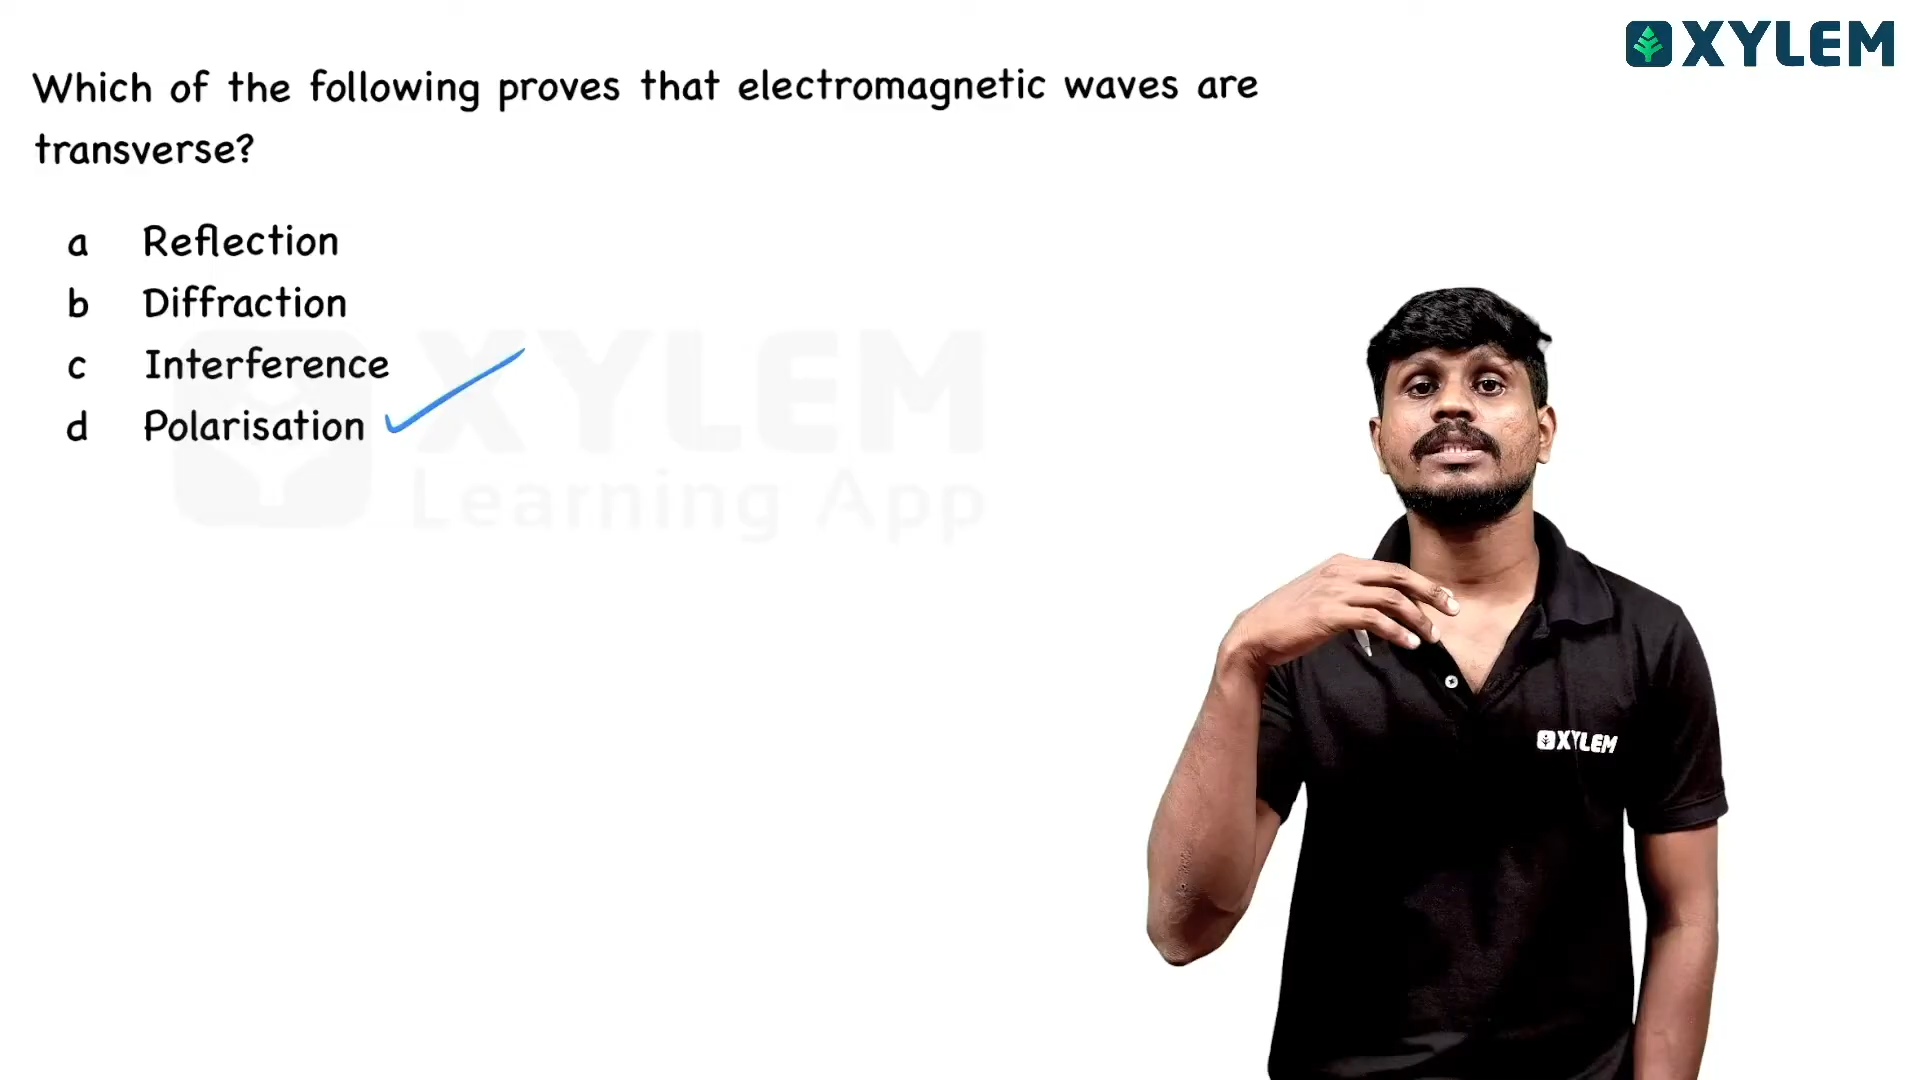 XYLEM
Which of the following proves that electromagnetic waves are
transverse?
a Reflection
b Diffraction
c Interference
d Polarisation
XYLEM
Learning App
XYLEM